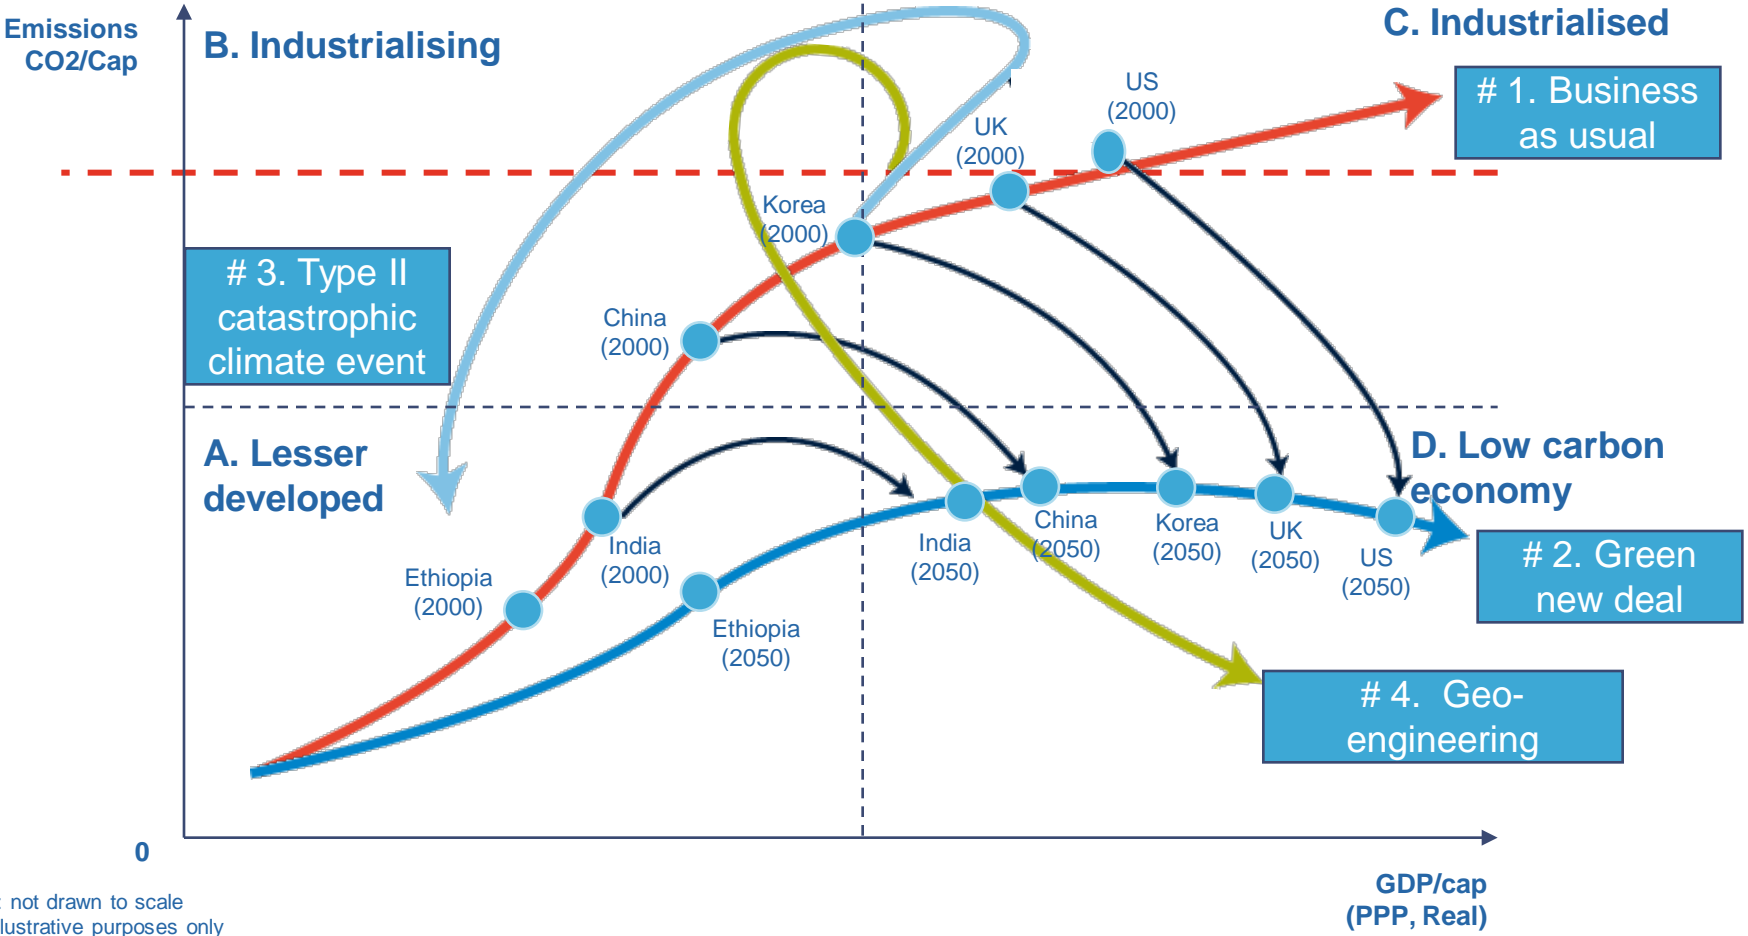 Emissions
CO2/Cap
B. Industrialising
C. Industrialised
# 1. Business
as usual
US
(2000)
UK
(2000)
Korea
(2000)
# 3. Type II
catastrophic
climate event
China
(2000)
A. Lesser
developed
D. Low carbon
economy
India
(2000)
Ethiopia
(2000)
Ethiopia
(2050)
India
(2050)
China
(2050)
Korea
(2050)
UK
(2050)
US
(2050)
# 2. Green
new deal
# 4. Geo-
engineering
0
GDP/cap
(PPP, Real)
: not drawn to scale
lustrative purposes only